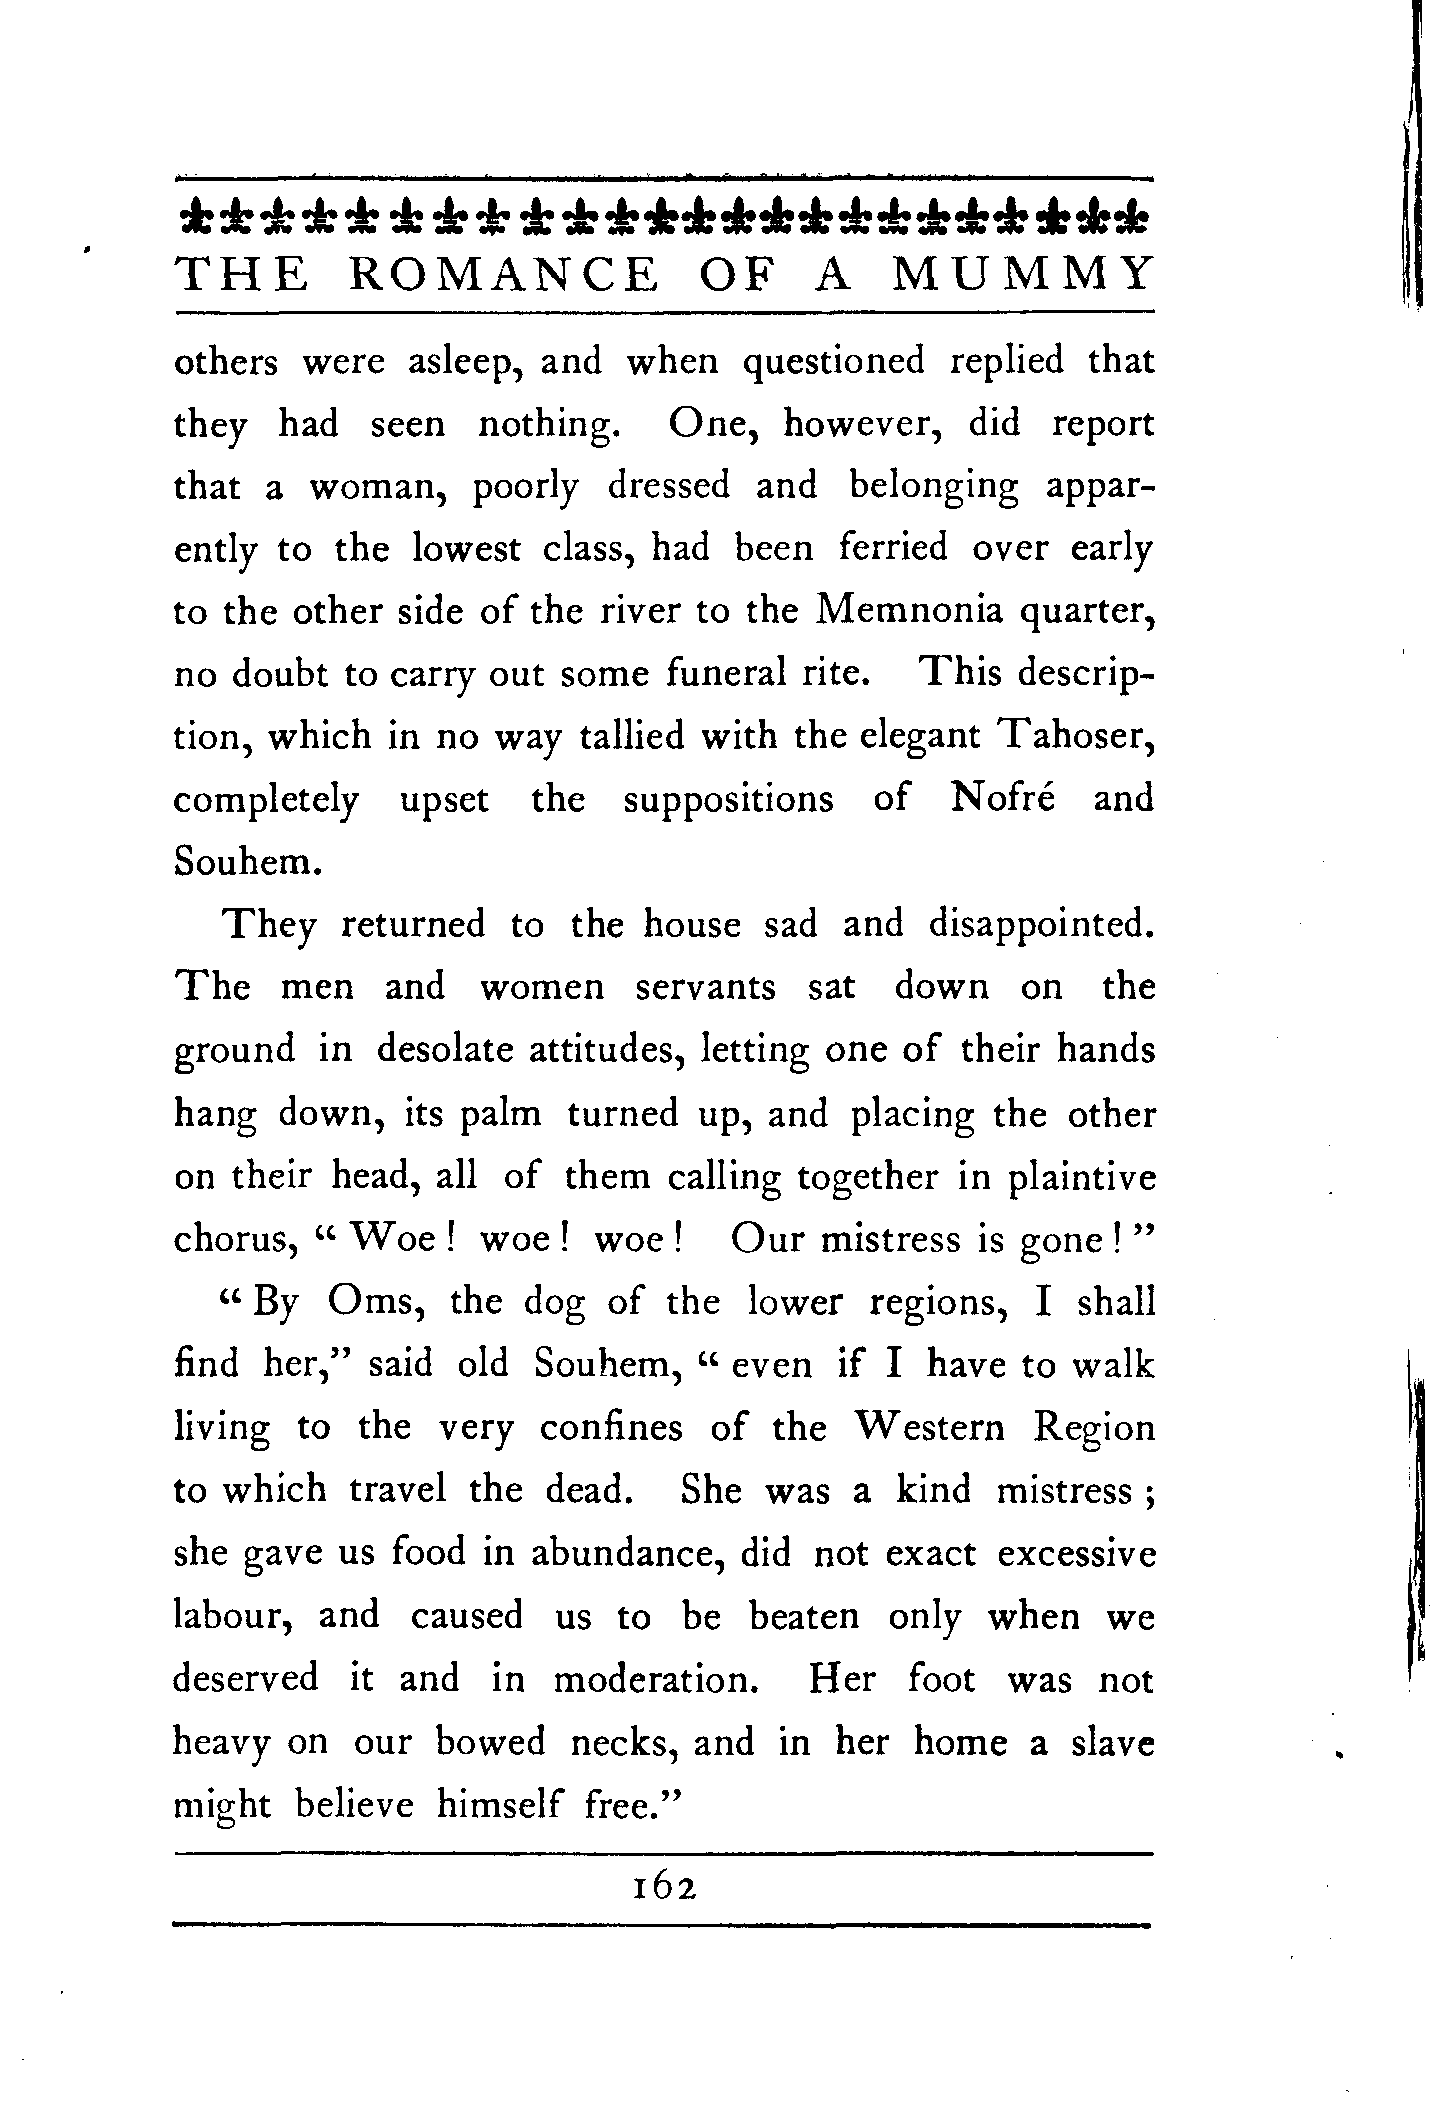 THE ROMANCE OF A MUMMY
others were asleep, and when questioned replied that
they had seen nothing. One, however, did report
that a woman, poorly dressed and belonging appar-
ently to the lowest class, had been ferried over early
to the other side of the river to the Memnonia quarter,
no doubt to carry out some funeral rite. This descrip-
tion, which in no way tallied with the elegant Tahoser,
completely upset the suppositions of Nofré and
Souhem.
They returned to the house sad and disappointed.
The men and women servants sat down on the
ground in desolate attitudes, letting one of their hands
hang down, its palm turned up, and placing the other
on their head, all of them calling together in plaintive
chorus, “ Woe ! woe ! woe ! Our mistress is gone ! ”
“ By Oms, the dog of the lower regions, I shall
find her,” said old Souhem, “ even if I have to walk
living to the very confines of the Western Region
to which travel the dead. She was a kind mistress ;
she gave us food in abundance, did not exact excessive
labour, and caused us to be beaten only when we
deserved it and in moderation. Her foot was not
heavy on our bowed necks, and in her home a slave
might believe himself free.”
162